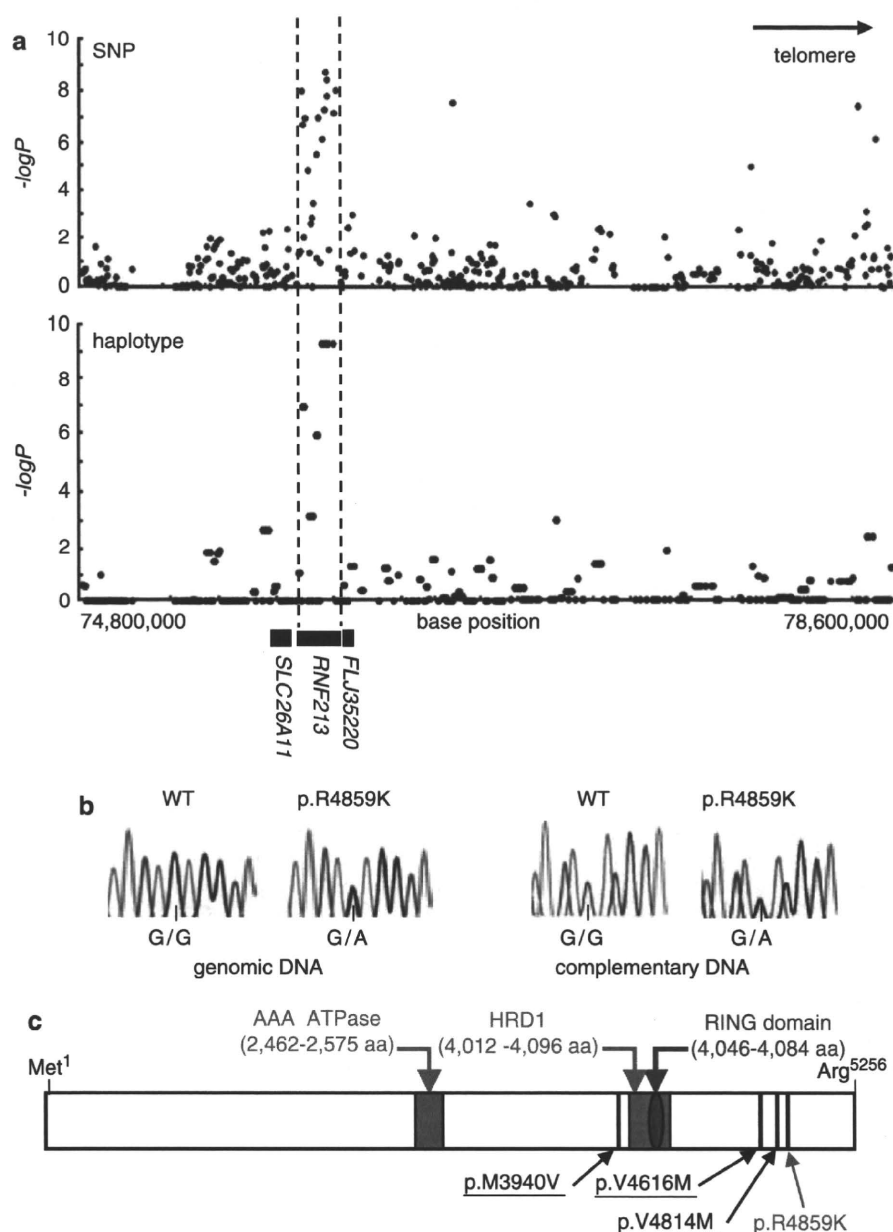 a
SNP
telomere
-logP
10
8
6
4
2
0
haplotype
-logP
10
8
6
4
2
0
74,800,000 base position 78,600,000
SLC26A11
RNF213
FLJ35220
b
WT p.R4859K WT p.R4859K
G/G G/A G/G G/A
genomic DNA complementary DNA
c
AAA ATPase HRD1 RING domain
(2,462-2,575 aa) (4,012 -4,096 aa) (4,046-4,084 aa)
Met¹ Arg⁵²⁵⁶
p.M3940V p.V4616M
p.V4814M p.R4859K